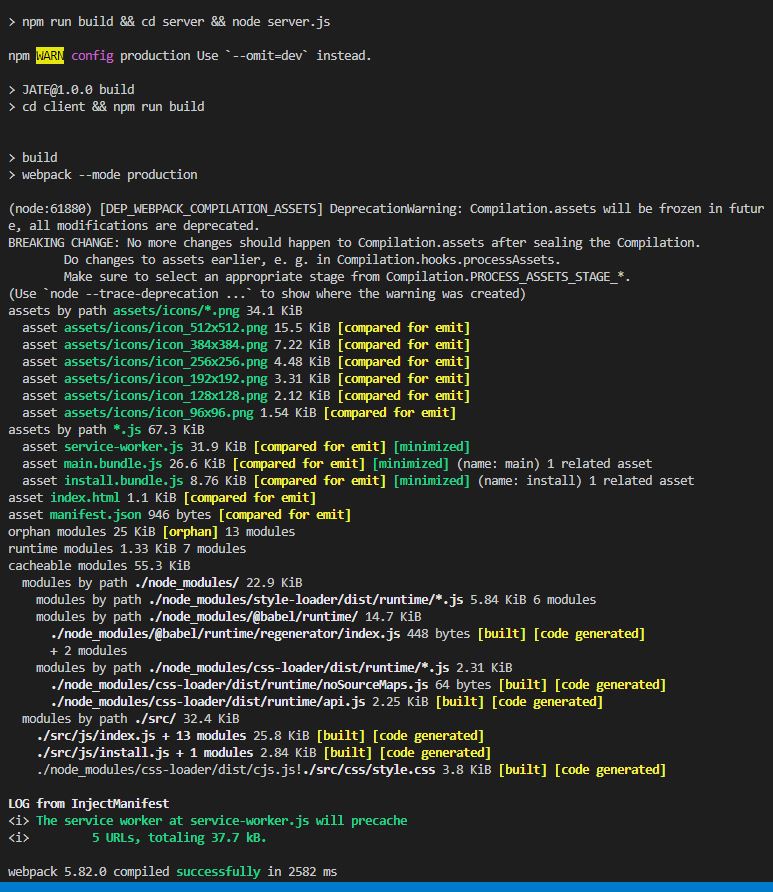 > npm run build && cd server && node server.js
npm WARN config production Use `--omit=dev` instead.
> JATE@1.0.0 build
> cd client && npm run build
> build
> webpack --mode production
(node:61880) [DEP_WEBPACK_COMPILATION_ASSETS] DeprecationWarning: Compilation.assets will be frozen in futur
e, all modifications are deprecated.
BREAKING CHANGE: No more changes should happen to Compilation.assets after sealing the Compilation.
        Do changes to assets earlier, e. g. in Compilation.hooks.processAssets.
        Make sure to select an appropriate stage from Compilation.PROCESS_ASSETS_STAGE_*.
(Use `node --trace-deprecation ...` to show where the warning was created)
assets by path assets/icons/*.png 34.1 KiB
  asset assets/icons/icon_512x512.png 15.5 KiB [compared for emit]
  asset assets/icons/icon_384x384.png 7.22 KiB [compared for emit]
  asset assets/icons/icon_256x256.png 4.48 KiB [compared for emit]
  asset assets/icons/icon_192x192.png 3.31 KiB [compared for emit]
  asset assets/icons/icon_128x128.png 2.12 KiB [compared for emit]
  asset assets/icons/icon_96x96.png 1.54 KiB [compared for emit]
assets by path *.js 67.3 KiB
  asset service-worker.js 31.9 KiB [compared for emit] [minimized]
  asset main.bundle.js 26.6 KiB [compared for emit] [minimized] (name: main) 1 related asset
  asset install.bundle.js 8.76 KiB [compared for emit] [minimized] (name: install) 1 related asset
asset index.html 1.1 KiB [compared for emit]
asset manifest.json 946 bytes [compared for emit]
orphan modules 25 KiB [orphan] 13 modules
runtime modules 1.33 KiB 7 modules
cacheable modules 55.3 KiB
  modules by path ./node_modules/ 22.9 KiB
    modules by path ./node_modules/style-loader/dist/runtime/*.js 5.84 KiB 6 modules
    modules by path ./node_modules/@babel/runtime/ 14.7 KiB
      ./node_modules/@babel/runtime/regenerator/index.js 448 bytes [built] [code generated]
      + 2 modules
    modules by path ./node_modules/css-loader/dist/runtime/*.js 2.31 KiB
      ./node_modules/css-loader/dist/runtime/noSourceMaps.js 64 bytes [built] [code generated]
      ./node_modules/css-loader/dist/runtime/api.js 2.25 KiB [built] [code generated]
  modules by path ./src/ 32.4 KiB
    ./src/js/index.js + 13 modules 25.8 KiB [built] [code generated]
    ./src/js/install.js + 1 modules 2.84 KiB [built] [code generated]
    ./node_modules/css-loader/dist/cjs.js!./src/css/style.css 3.8 KiB [built] [code generated]
LOG from InjectManifest
<i> The service worker at service-worker.js will precache
<i>         5 URLs, totaling 37.7 kB.
webpack 5.82.0 compiled successfully in 2582 ms